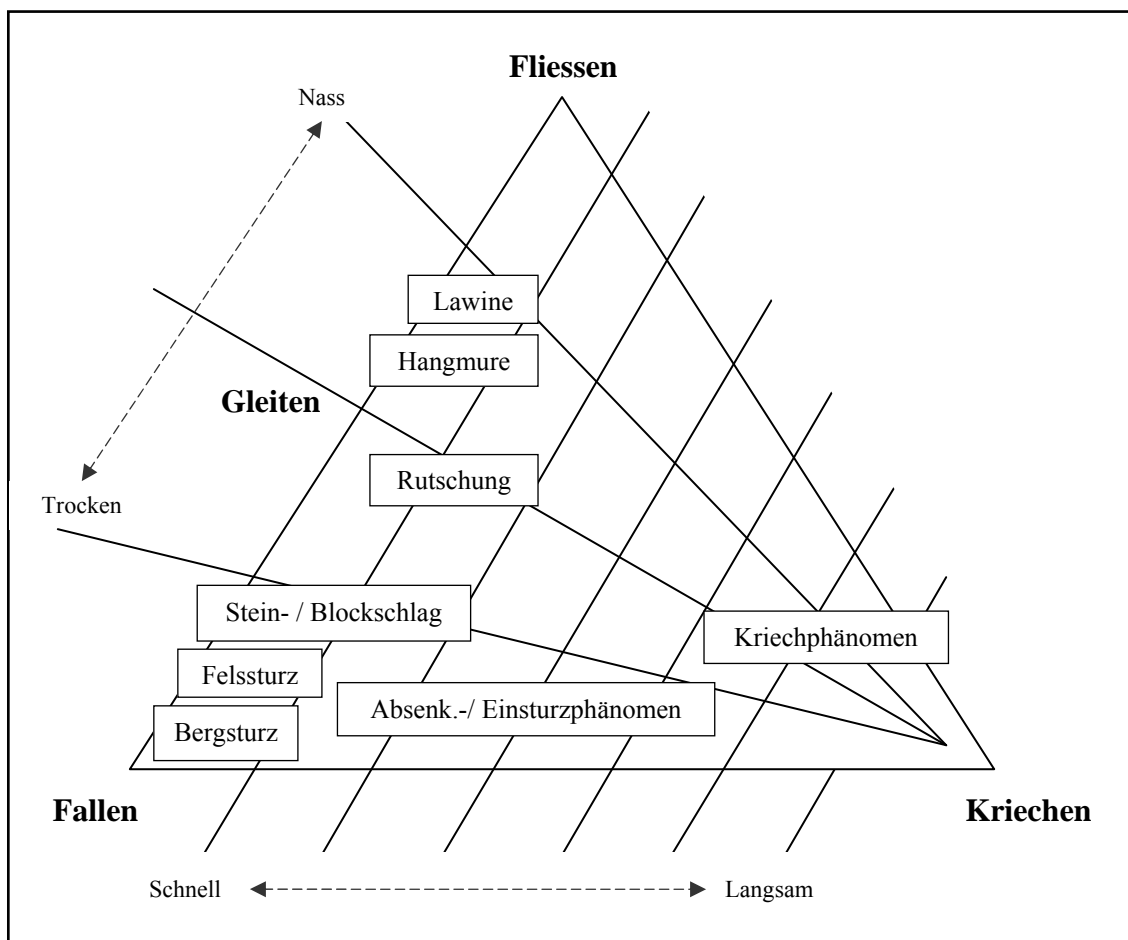 Fliessen
Nass
Lawine
Hangmure
Gleiten
Rutschung
Trocken
Stein- / Blockschlag
Kriechphänomen
Felssturz
Absenk.-/ Einsturzphänomen
Bergsturz
Fallen
Kriechen
Schnell
Langsam